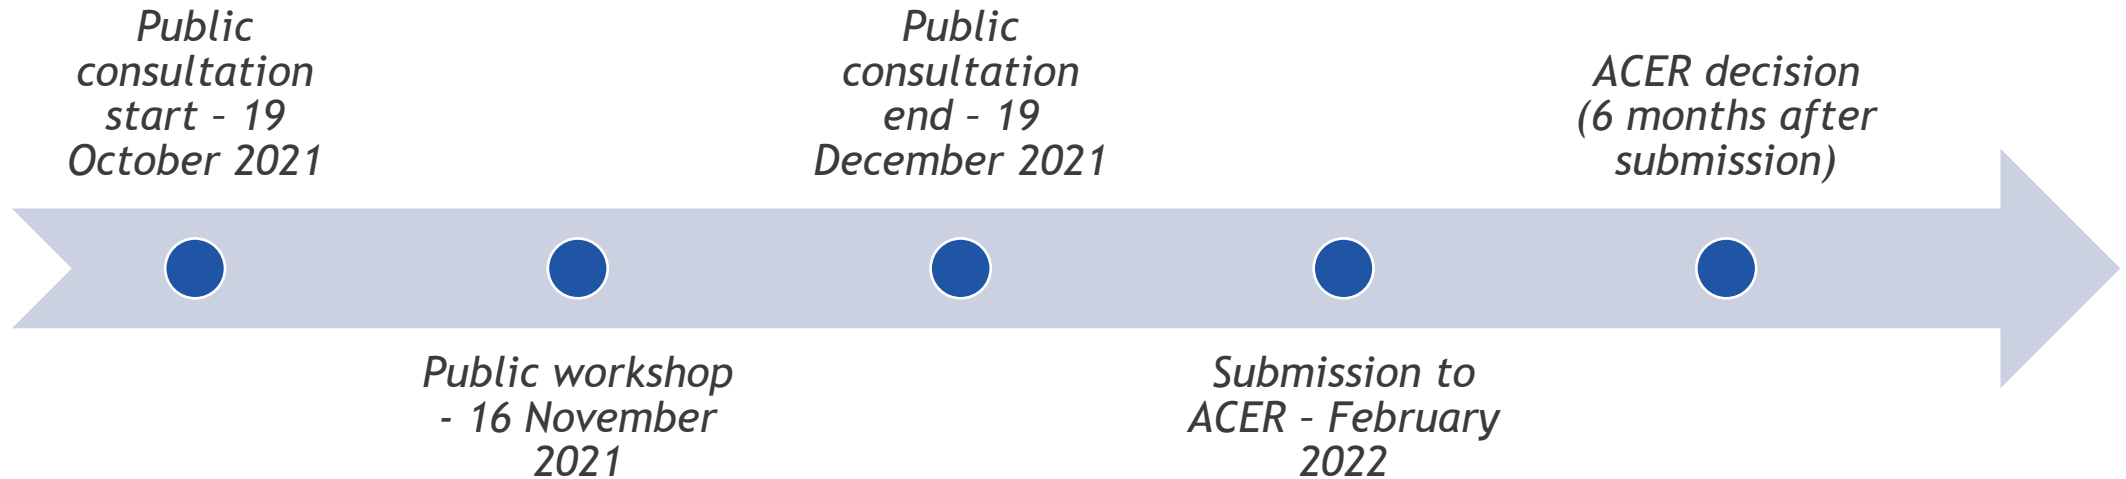 Public
consultation
start – 19
October 2021
Public workshop
- 16 November
2021
Public
consultation
end – 19
December 2021
Submission to
ACER – February
2022
ACER decision
(6 months after
submission)